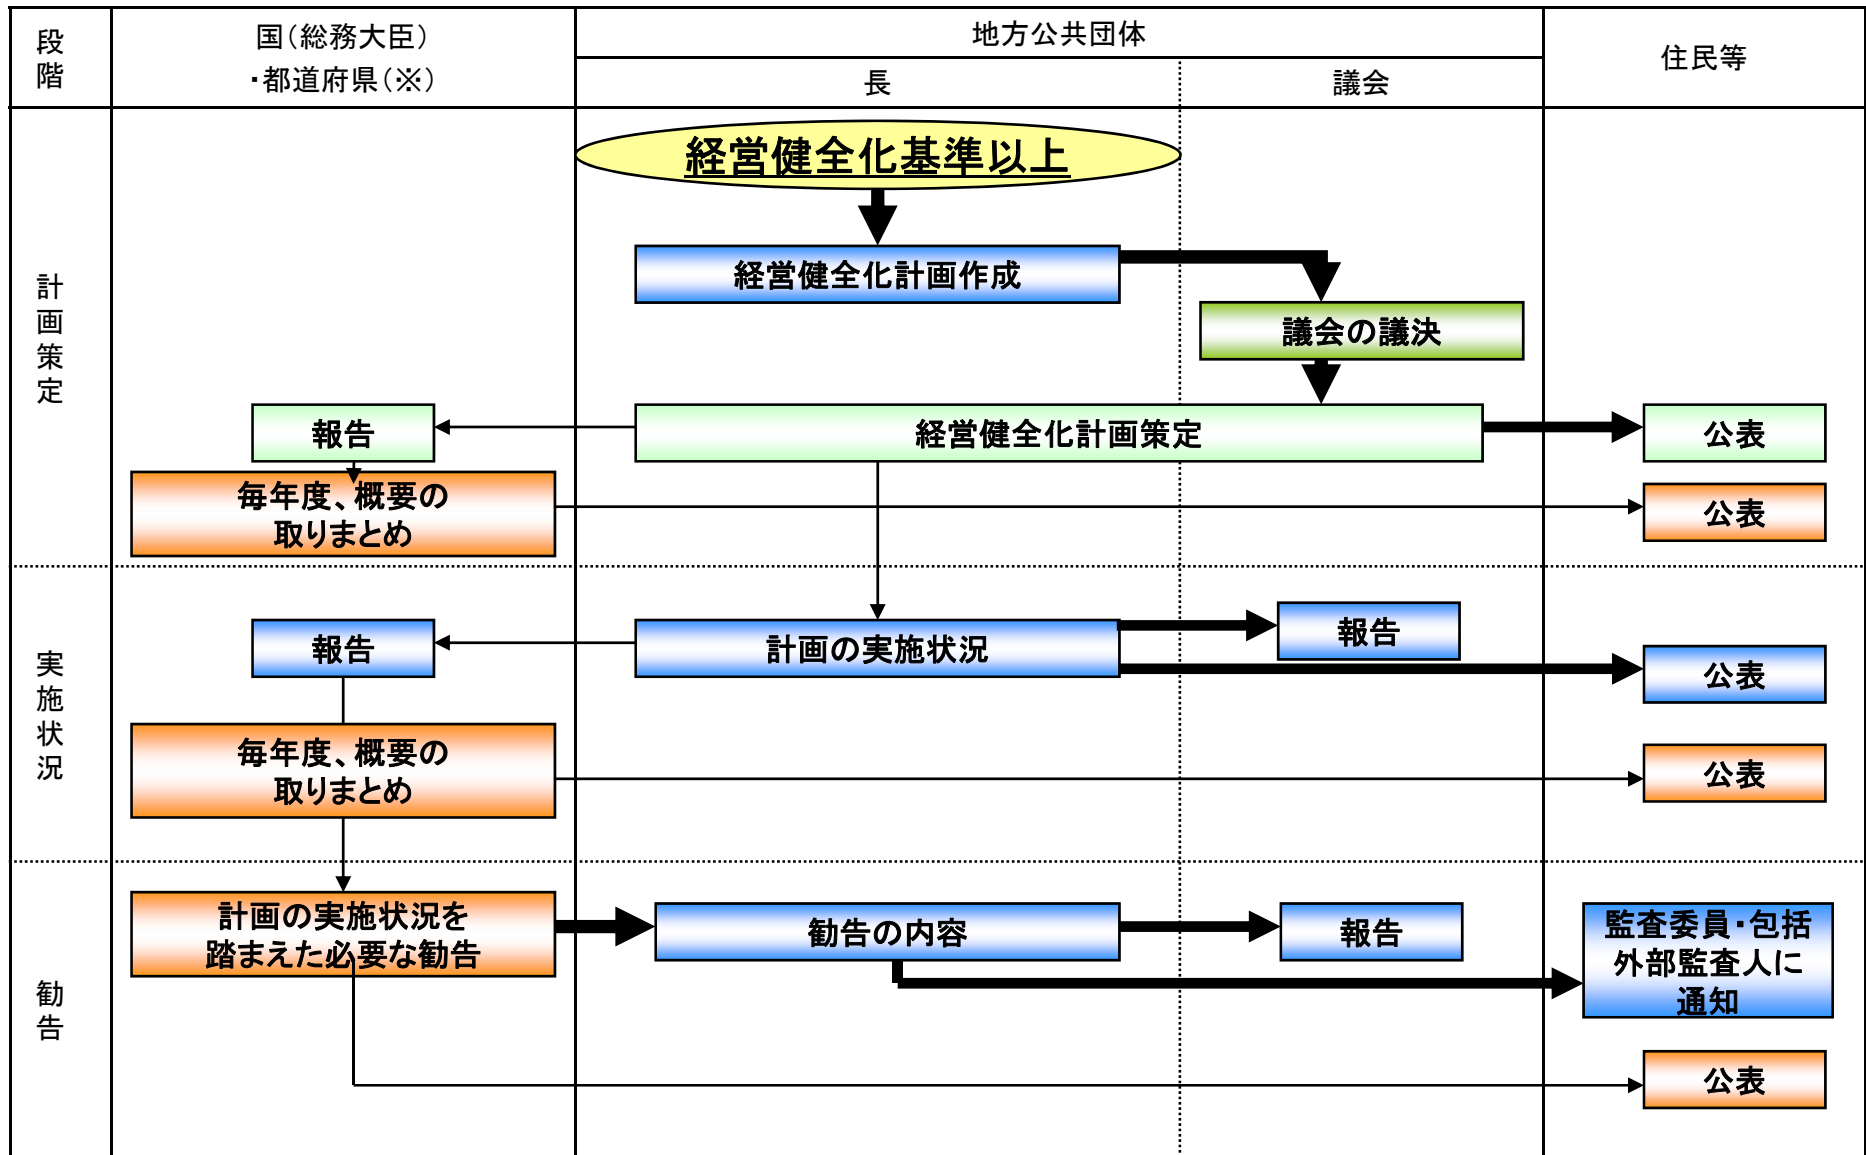 段
階
国（総務大臣）
・都道府県（※）
地方公共団体
長
議会
住民等
計
画
策
定
経営健全化基準以上
経営健全化計画作成
議会の議決
報告
経営健全化計画策定
公表
毎年度、概要の
取りまとめ
公表
実
施
状
況
報告
計画の実施状況
報告
公表
毎年度、概要の
取りまとめ
公表
勧
告
計画の実施状況を
踏まえた必要な勧告
勧告の内容
報告
監査委員・包括
外部監査人に
通知
公表